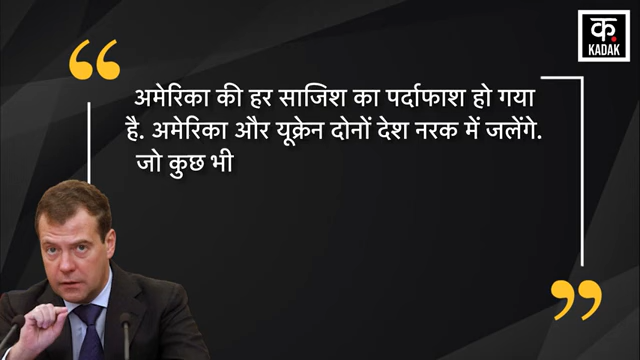 क.
KADAK
अमेरिका की हर साजिश का पर्दाफाश हो गया
है. अमेरिका और यूक्रेन दोनों देश नरक में जलेंगे.
जो कुछ भी